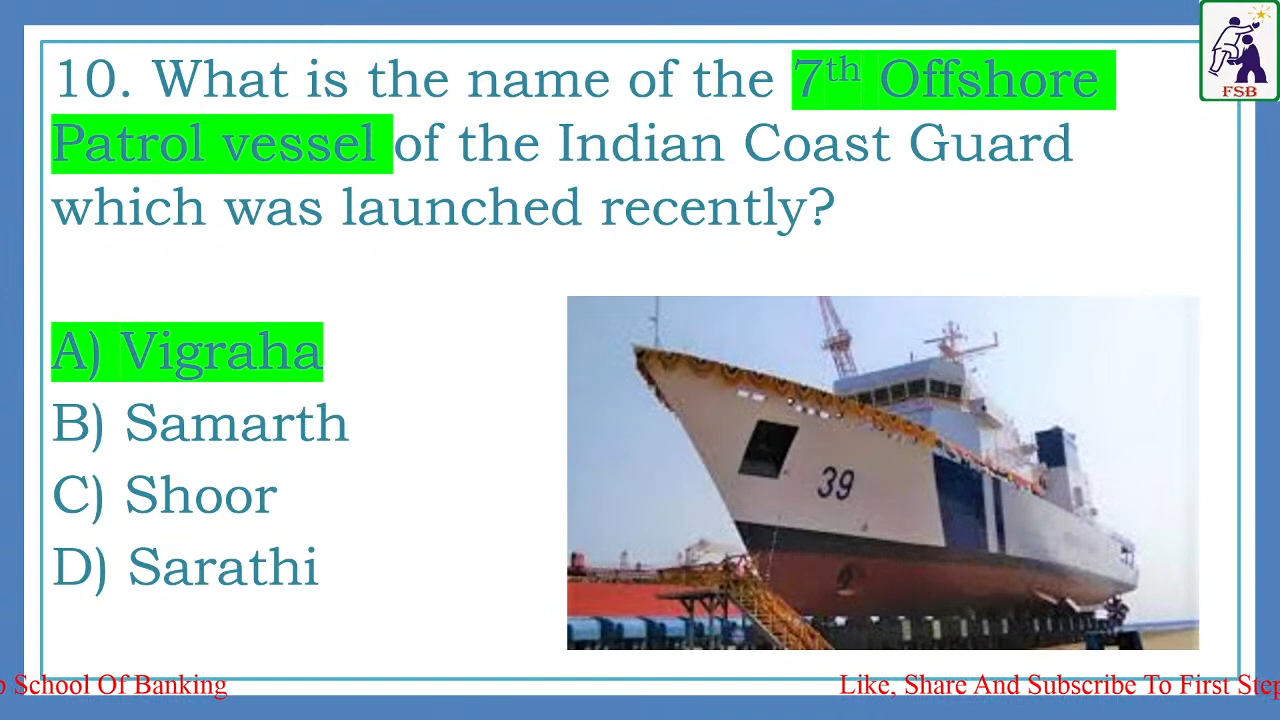 10. What is the name of the 7th Offshore
Patrol vessel of the Indian Coast Guard
which was launched recently?
A) Vigraha
B) Samarth
C) Shoor
D) Sarathi
39
FSB
School Of Banking
Like, Share And Subscribe To First Step